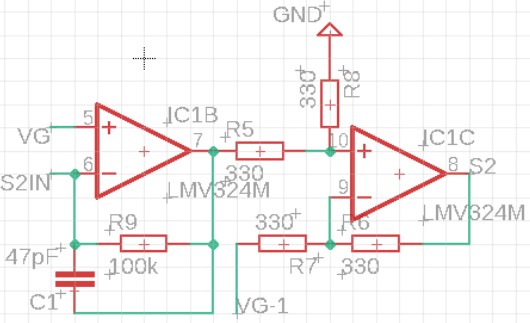 GND
330
R8
5
IC1B
VG
6
7
R5
10
IC1C
S2IN
330
8
S2
LMV324M
9
LMV324M
R9
330
R6
47pF
100k
R7
330
C1
VG-1